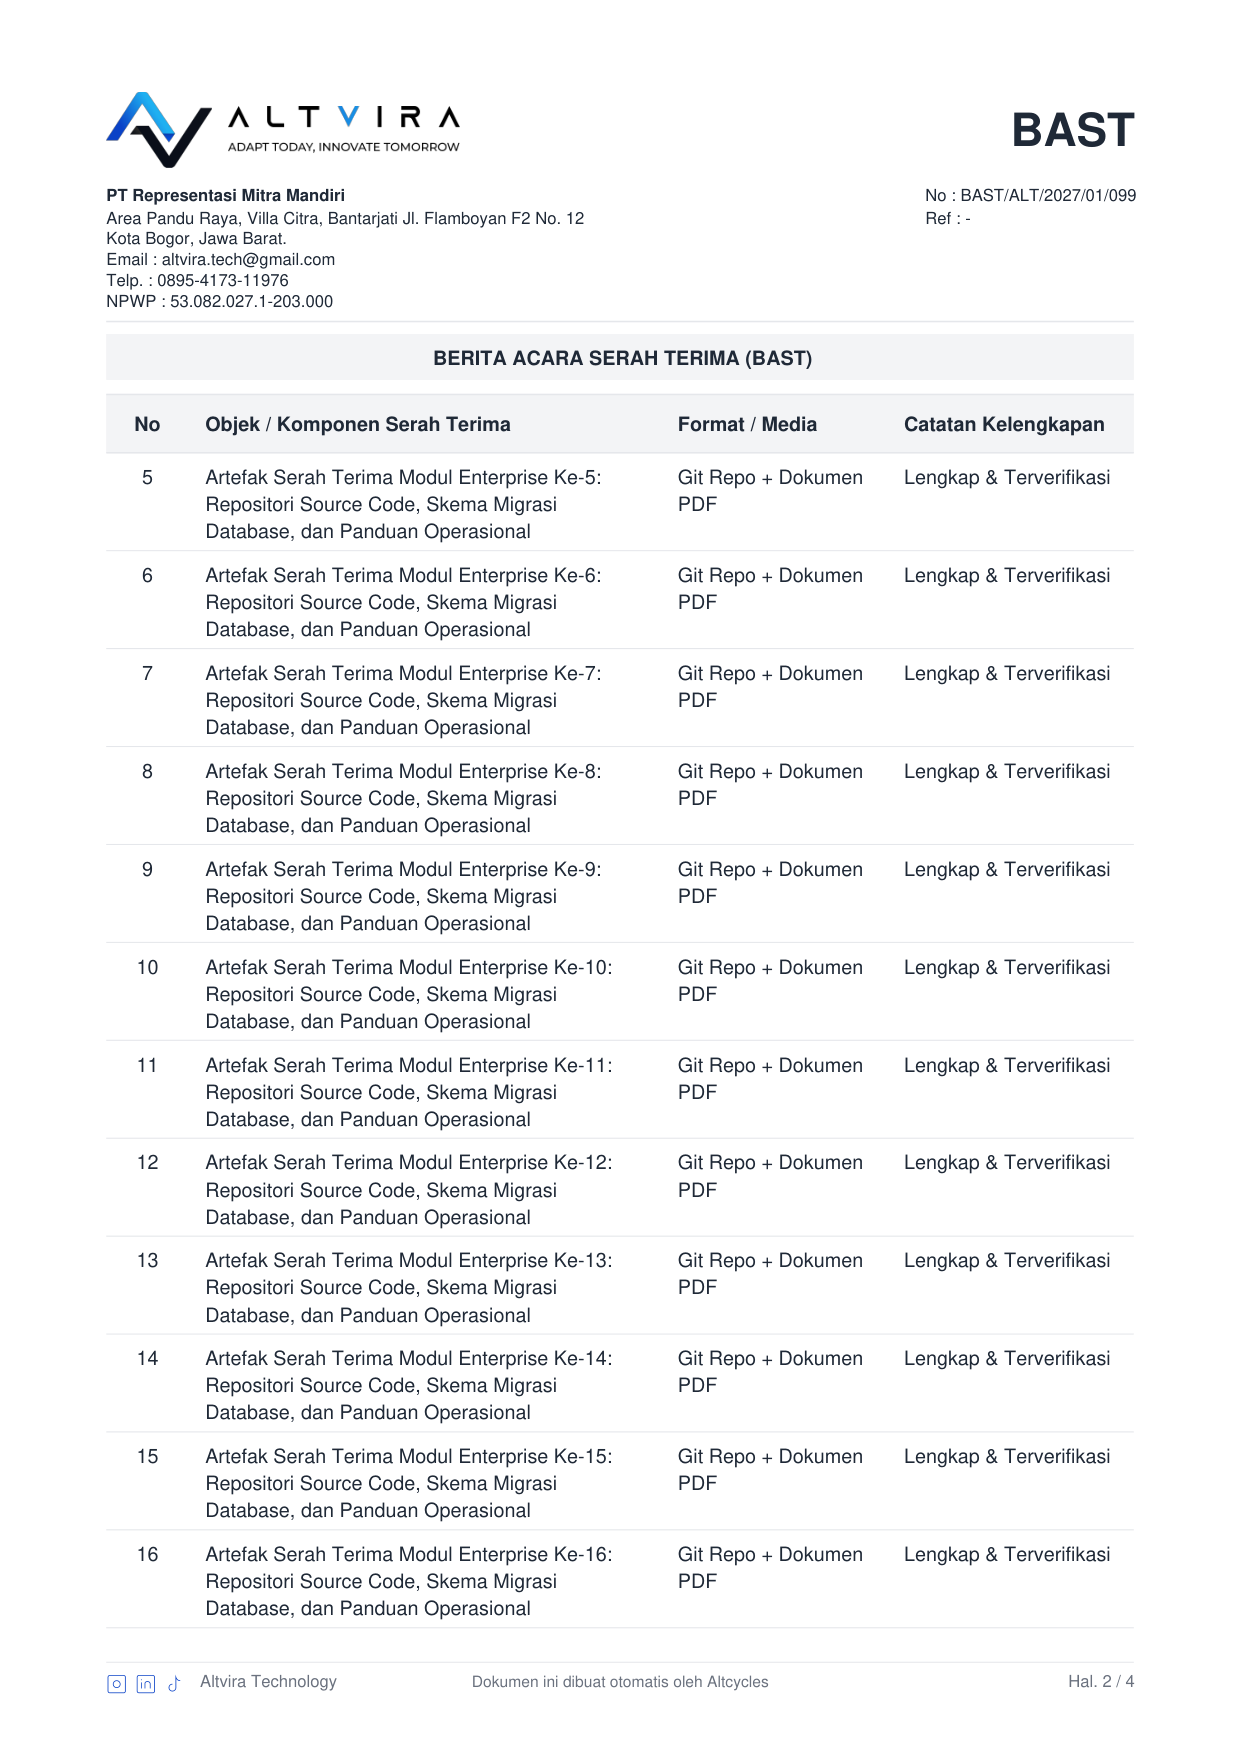 ALTVIRA
ADAPT TODAY, INNOVATE TOMORROW
BAST
PT Representasi Mitra Mandiri
Area Pandu Raya, Villa Citra, Bantarjati Jl. Flamboyan F2 No. 12
Kota Bogor, Jawa Barat.
Email : altvira.tech@gmail.com
Telp. : 0895-4173-11976
NPWP : 53.082.027.1-203.000
No : BAST/ALT/2027/01/099
Ref : -
BERITA ACARA SERAH TERIMA (BAST)
No Objek / Komponen Serah Terima Format / Media Catatan Kelengkapan
5 Artefak Serah Terima Modul Enterprise Ke-5: Git Repo + Dokumen Lengkap & Terverifikasi
Repositori Source Code, Skema Migrasi PDF
Database, dan Panduan Operasional
6 Artefak Serah Terima Modul Enterprise Ke-6: Git Repo + Dokumen Lengkap & Terverifikasi
Repositori Source Code, Skema Migrasi PDF
Database, dan Panduan Operasional
7 Artefak Serah Terima Modul Enterprise Ke-7: Git Repo + Dokumen Lengkap & Terverifikasi
Repositori Source Code, Skema Migrasi PDF
Database, dan Panduan Operasional
8 Artefak Serah Terima Modul Enterprise Ke-8: Git Repo + Dokumen Lengkap & Terverifikasi
Repositori Source Code, Skema Migrasi PDF
Database, dan Panduan Operasional
9 Artefak Serah Terima Modul Enterprise Ke-9: Git Repo + Dokumen Lengkap & Terverifikasi
Repositori Source Code, Skema Migrasi PDF
Database, dan Panduan Operasional
10 Artefak Serah Terima Modul Enterprise Ke-10: Git Repo + Dokumen Lengkap & Terverifikasi
Repositori Source Code, Skema Migrasi PDF
Database, dan Panduan Operasional
11 Artefak Serah Terima Modul Enterprise Ke-11: Git Repo + Dokumen Lengkap & Terverifikasi
Repositori Source Code, Skema Migrasi PDF
Database, dan Panduan Operasional
12 Artefak Serah Terima Modul Enterprise Ke-12: Git Repo + Dokumen Lengkap & Terverifikasi
Repositori Source Code, Skema Migrasi PDF
Database, dan Panduan Operasional
13 Artefak Serah Terima Modul Enterprise Ke-13: Git Repo + Dokumen Lengkap & Terverifikasi
Repositori Source Code, Skema Migrasi PDF
Database, dan Panduan Operasional
14 Artefak Serah Terima Modul Enterprise Ke-14: Git Repo + Dokumen Lengkap & Terverifikasi
Repositori Source Code, Skema Migrasi PDF
Database, dan Panduan Operasional
15 Artefak Serah Terima Modul Enterprise Ke-15: Git Repo + Dokumen Lengkap & Terverifikasi
Repositori Source Code, Skema Migrasi PDF
Database, dan Panduan Operasional
16 Artefak Serah Terima Modul Enterprise Ke-16: Git Repo + Dokumen Lengkap & Terverifikasi
Repositori Source Code, Skema Migrasi PDF
Database, dan Panduan Operasional
Altvira Technology Dokumen ini dibuat otomatis oleh Altcycles Hal. 2 / 4